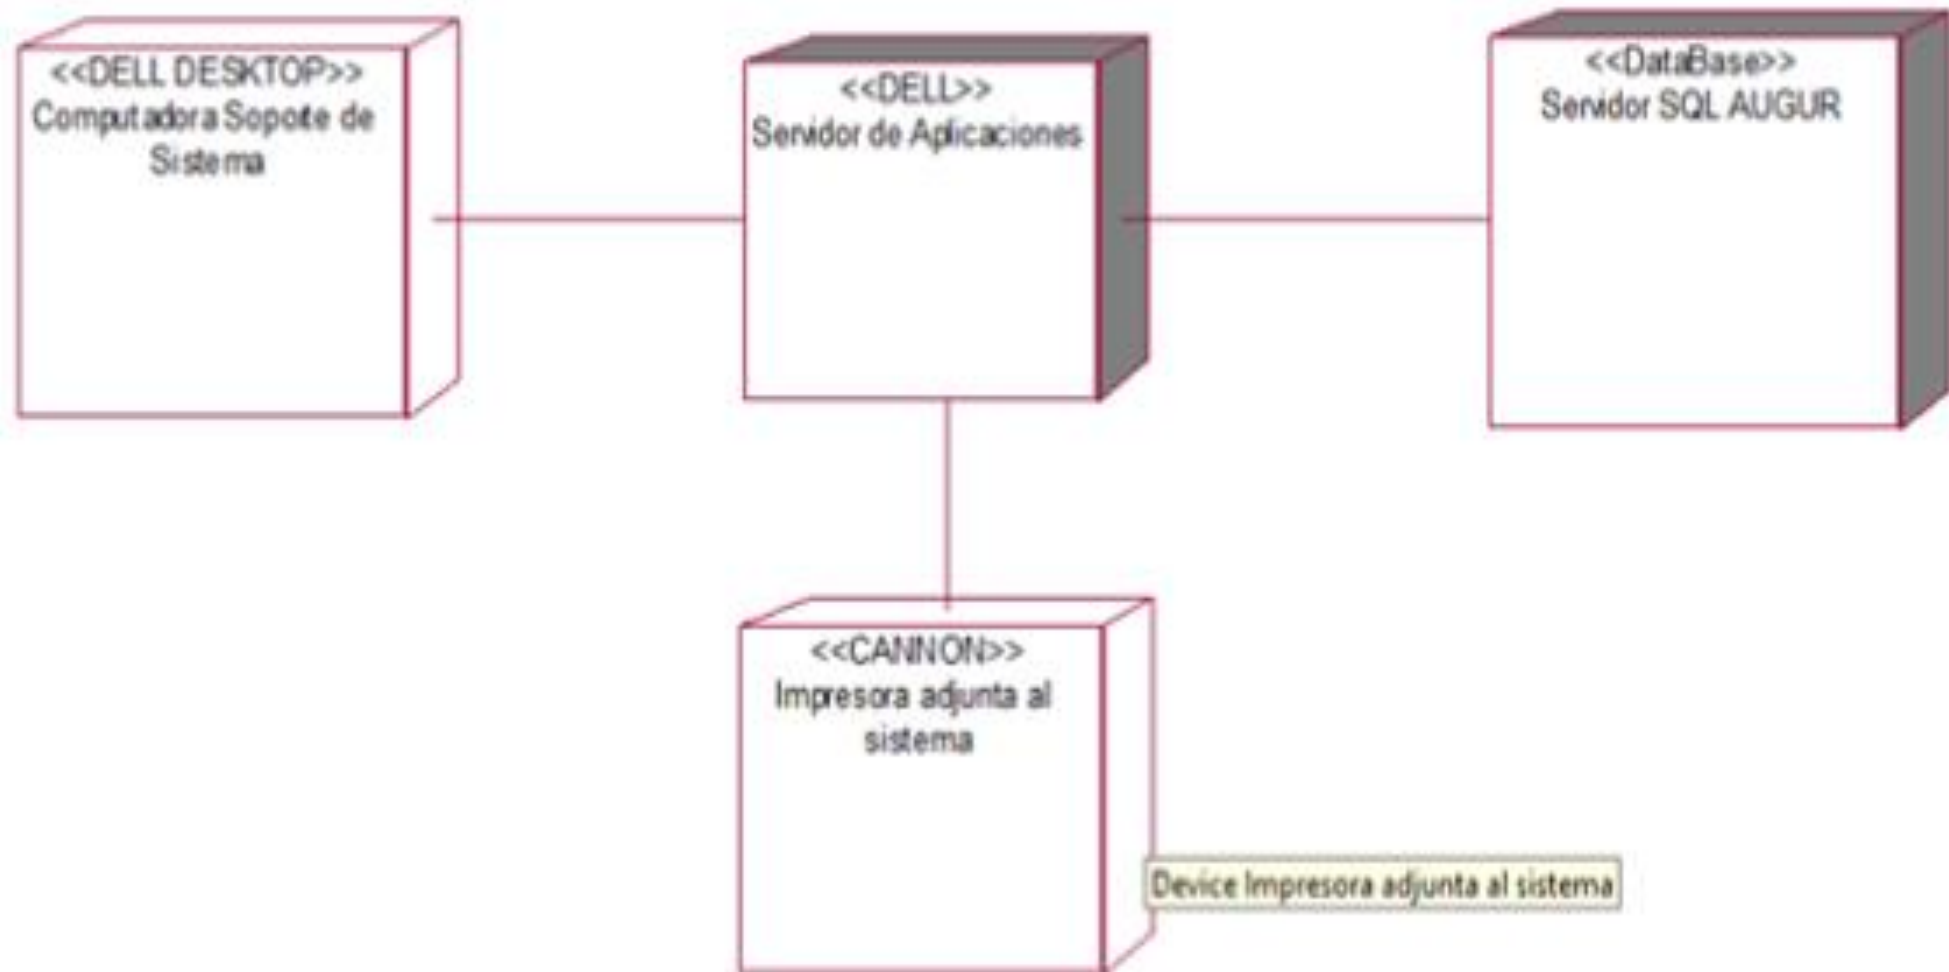 <<DELL DESKTOP>>
Computadora Soporte de
Sistema
<<DELL>>
Servidor de Aplicaciones
<<DataBase>>
Servidor SQL AUGUR
<<CANNON>>
Impresora adjunta al
sistema
Device Impresora adjunta al sistema